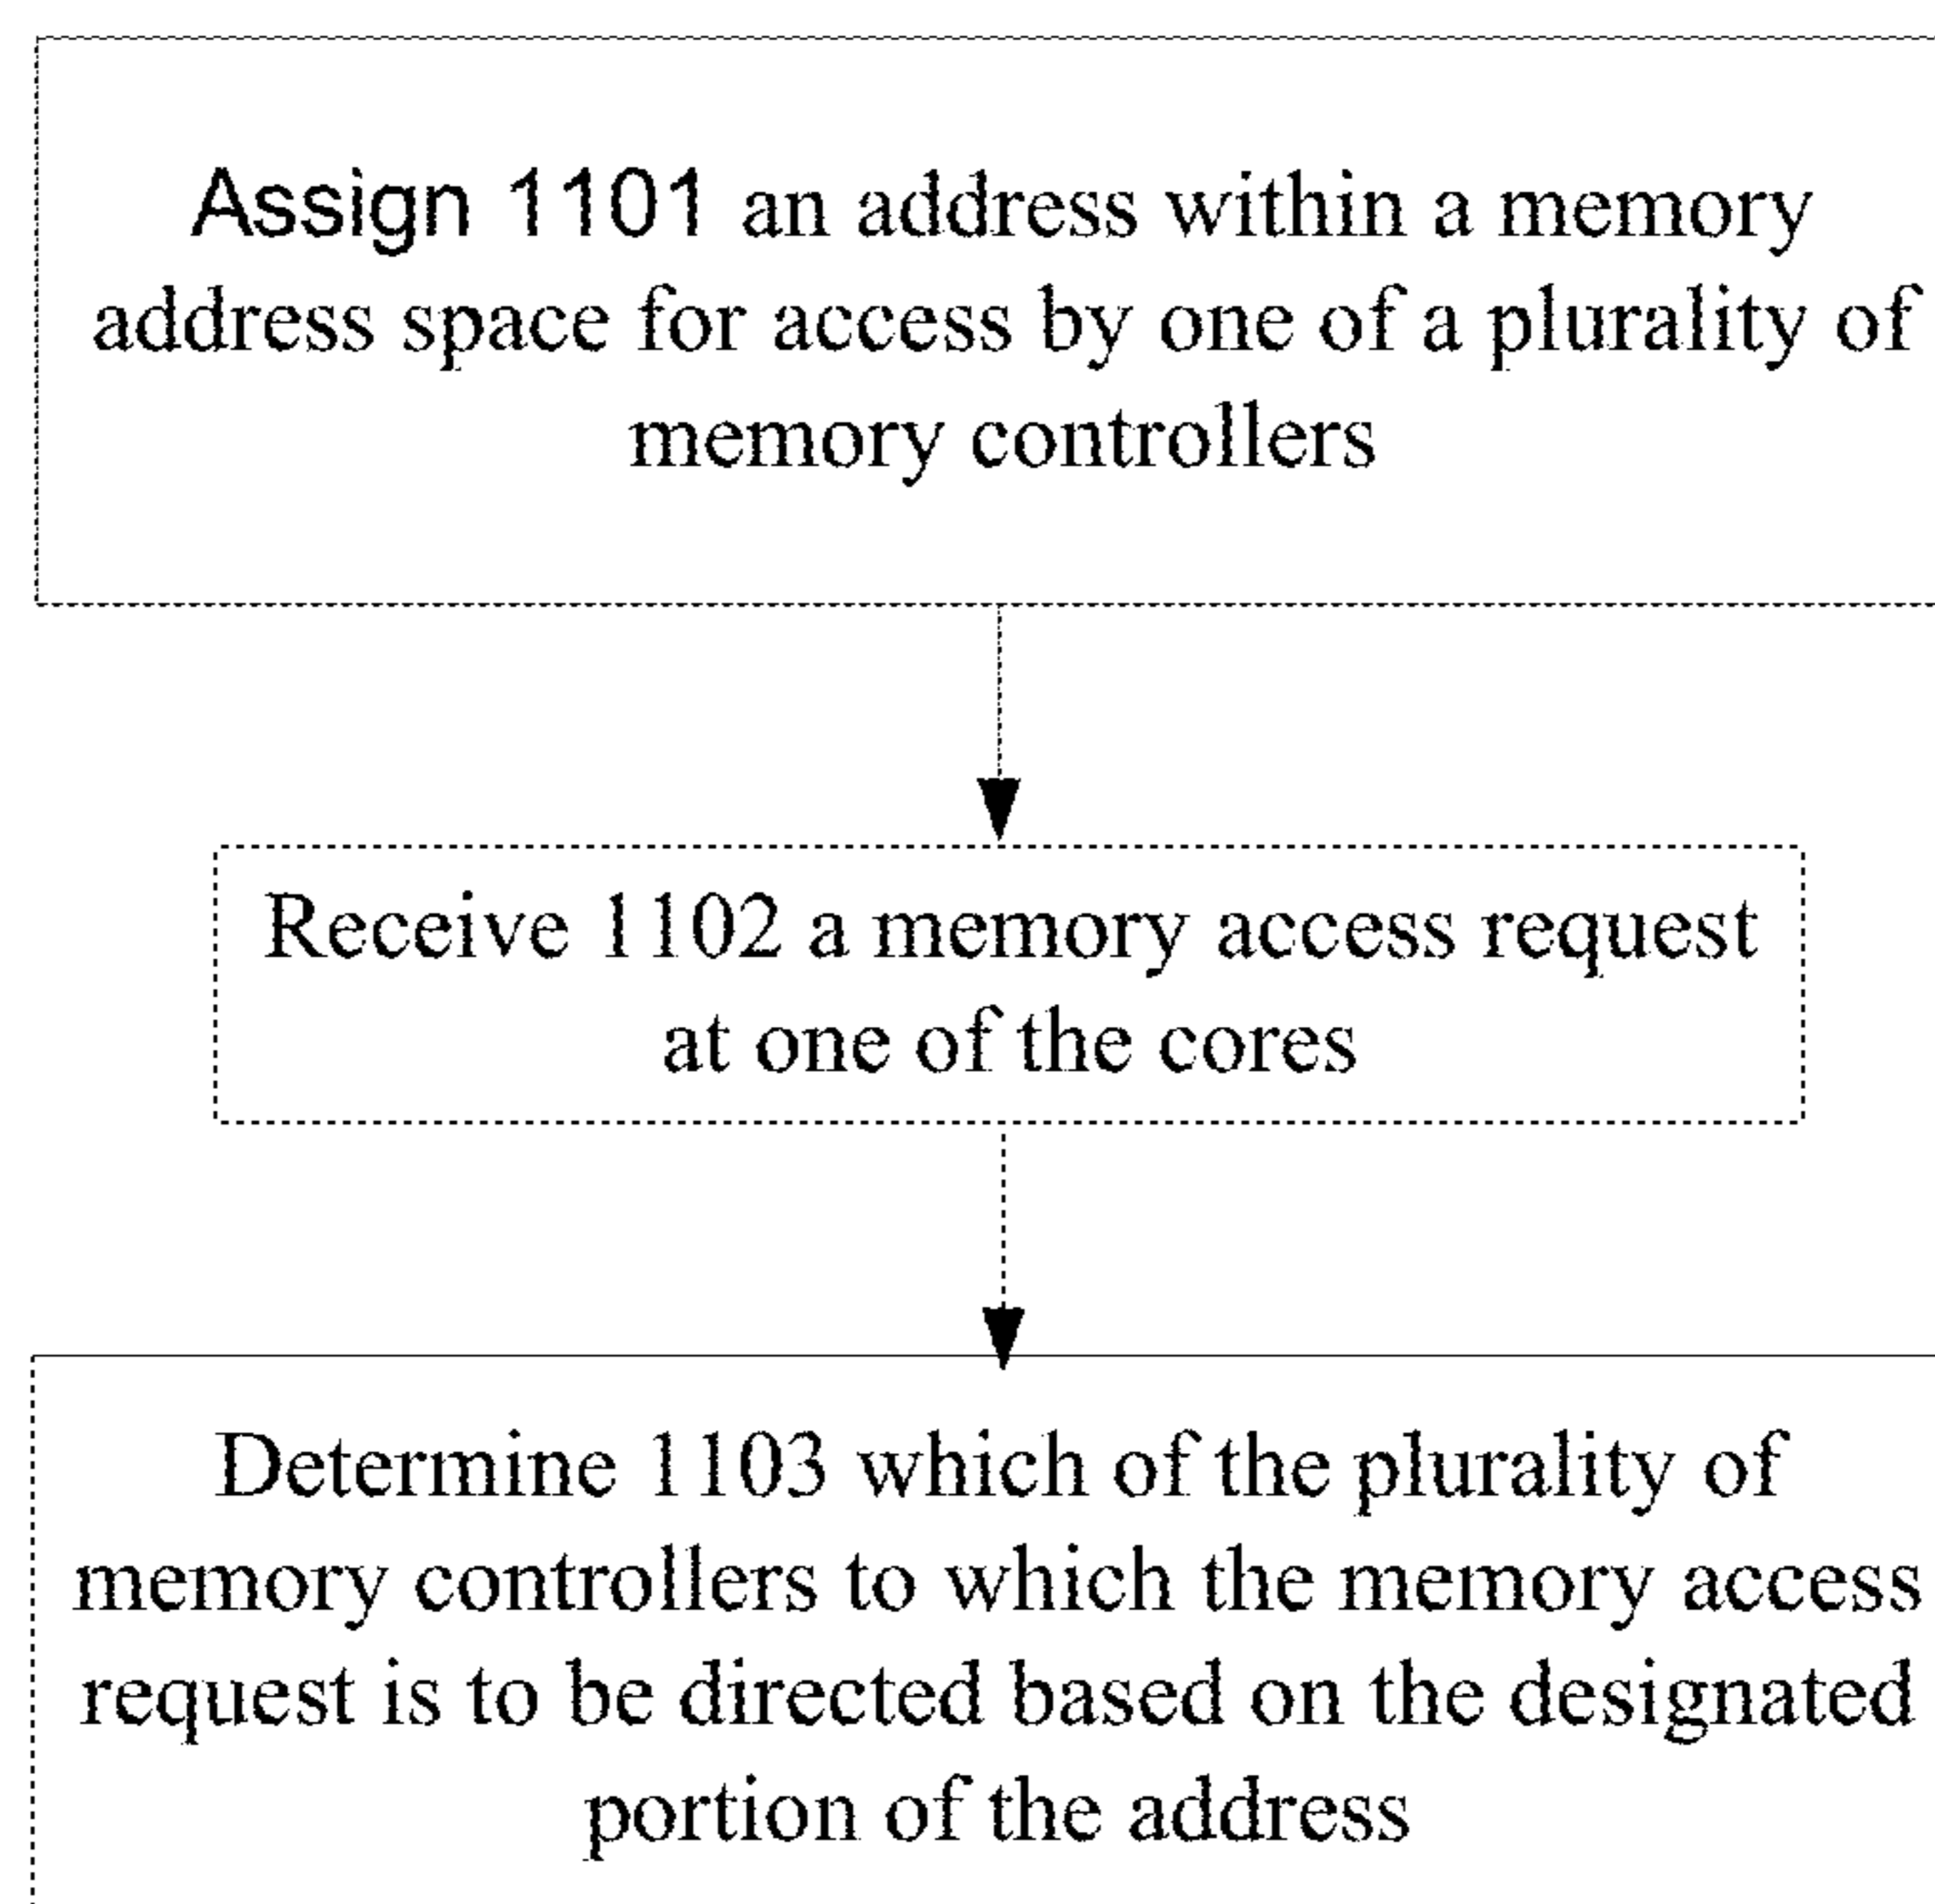 Assign 1101 an address within a memory
address space for access by one of a plurality of
memory controllers
Receive 1102 a memory access request
at one of the cores
Determine 1103 which of the plurality of
memory controllers to which the memory access
request is to be directed based on the designated
portion of the address